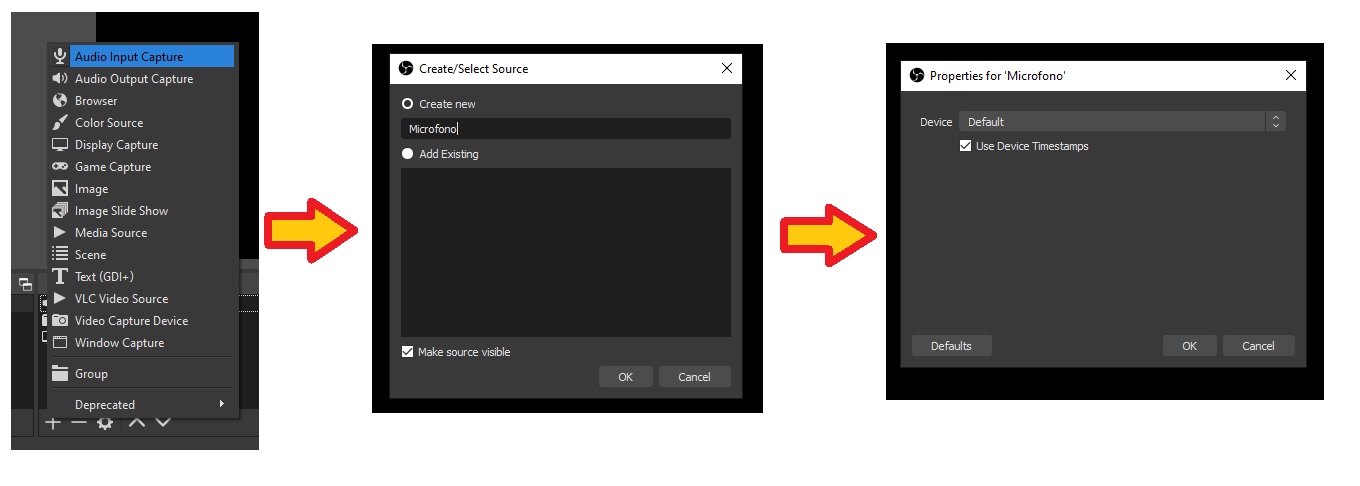 Audio Input Capture
Audio Output Capture
Browser
Color Source
Display Capture
Game Capture
Image
Image Slide Show
Media Source
Scene
Text (GDI+)
VLC Video Source
Video Capture Device
Window Capture
Group
Deprecated
Create/Select Source
Create new
Microfono
Add Existing
Make source visible
OK Cancel
Properties for 'Microfono'
Device Default
Use Device Timestamps
Defaults OK Cancel